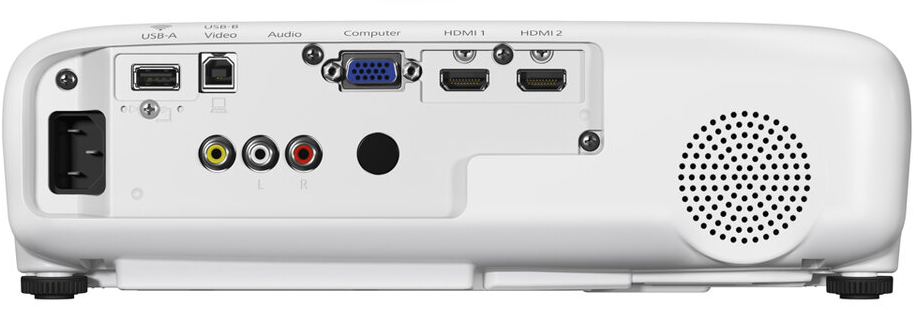 USB-A
USB-B
Video
Audio
Computer
HDMI 1
HDMI 2
L
R